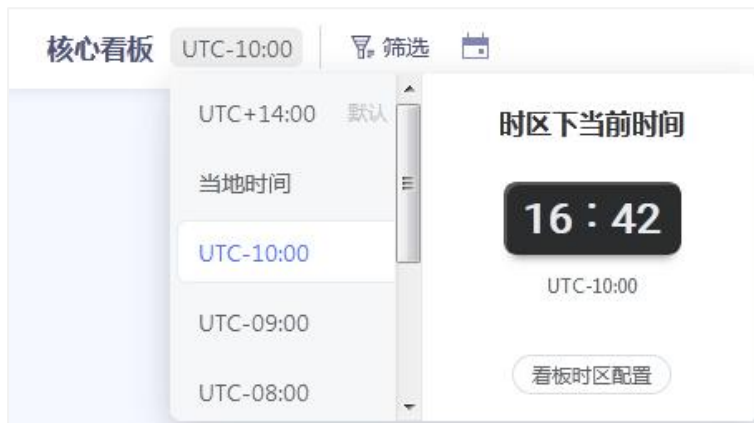 核心看板 UTC-10:00 筛选
UTC+14:00 默认
当地时间
UTC-10:00
UTC-09:00
UTC-08:00
时区下当前时间
16:42
UTC-10:00
看板时区配置